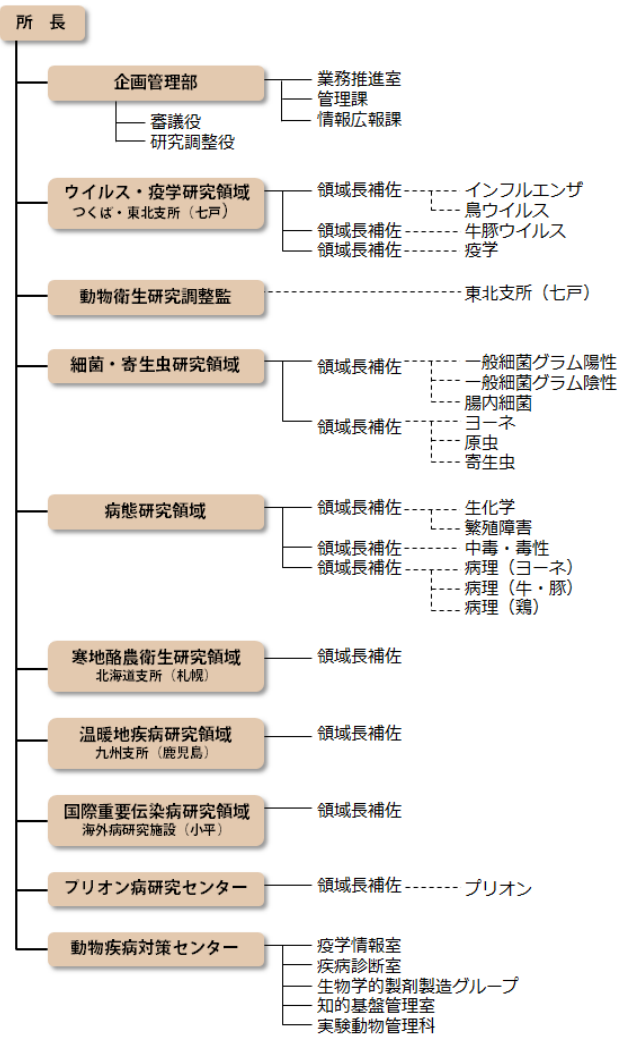 所　長
企画管理部
業務推進室
管理課
情報広報課
審議役
研究調整役
ウイルス・疫学研究領域
つくば・東北支所（七戸）
領域長補佐
インフルエンザ
鳥ウイルス
領域長補佐
牛豚ウイルス
領域長補佐
疫学
動物衛生研究調整監
東北支所（七戸）
細菌・寄生虫研究領域
領域長補佐
一般細菌グラム陽性
一般細菌グラム陰性
腸内細菌
領域長補佐
ヨーネ
原虫
寄生虫
病態研究領域
領域長補佐
生化学
繁殖障害
領域長補佐
中毒・毒性
領域長補佐
病理（ヨーネ）
病理（牛・豚）
病理（鶏）
寒地酪農衛生研究領域
北海道支所（札幌）
領域長補佐
温暖地疾病研究領域
九州支所（鹿児島）
領域長補佐
国際重要伝染病研究領域
海外病研究施設（小平）
領域長補佐
プリオン病研究センター
領域長補佐
プリオン
動物疾病対策センター
疫学情報室
疾病診断室
生物学的製剤製造グループ
知的基盤管理室
実験動物管理科